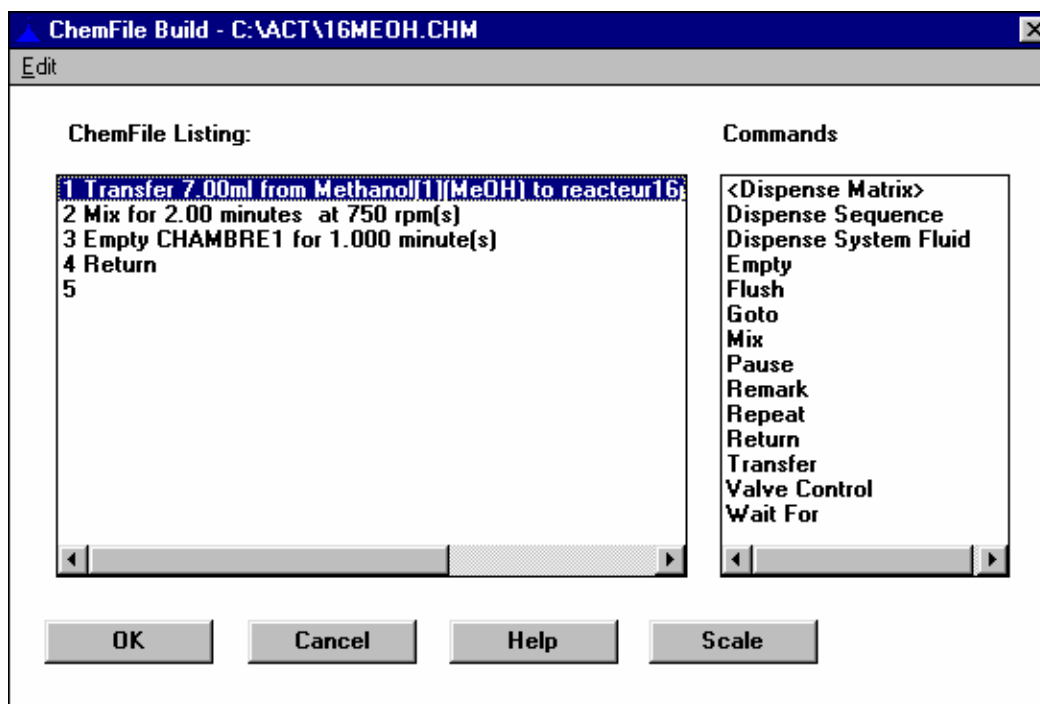 ChemFile Build - C:\ACT\16MEOH.CHM
Edit
ChemFile Listing:
1 Transfer 7.00ml from Methanol[1](MeOH) to reacteur16
2 Mix for 2.00 minutes at 750 rpm(s)
3 Empty CHAMBRE1 for 1.000 minute(s)
4 Return
5
Commands
<Dispense Matrix>
Dispense Sequence
Dispense System Fluid
Empty
Flush
Goto
Mix
Pause
Remark
Repeat
Return
Transfer
Valve Control
Wait For
OK
Cancel
Help
Scale